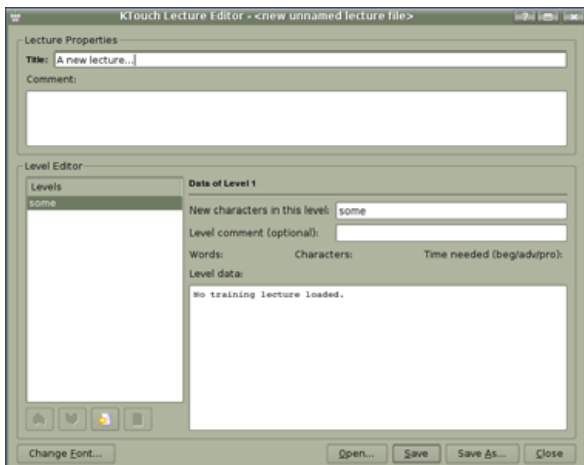 KTouch Lecture Editor - <new unnamed lecture file>
Lecture Properties
Title: A new lecture...
Comment:
Level Editor
Levels
Data of Level 1
some
New characters in this level: some
Level comment (optional):
Words: Characters: Time needed (beg/adv/pro):
Level data:
No training lecture loaded.
Change Font... Open... Save Save As... Close